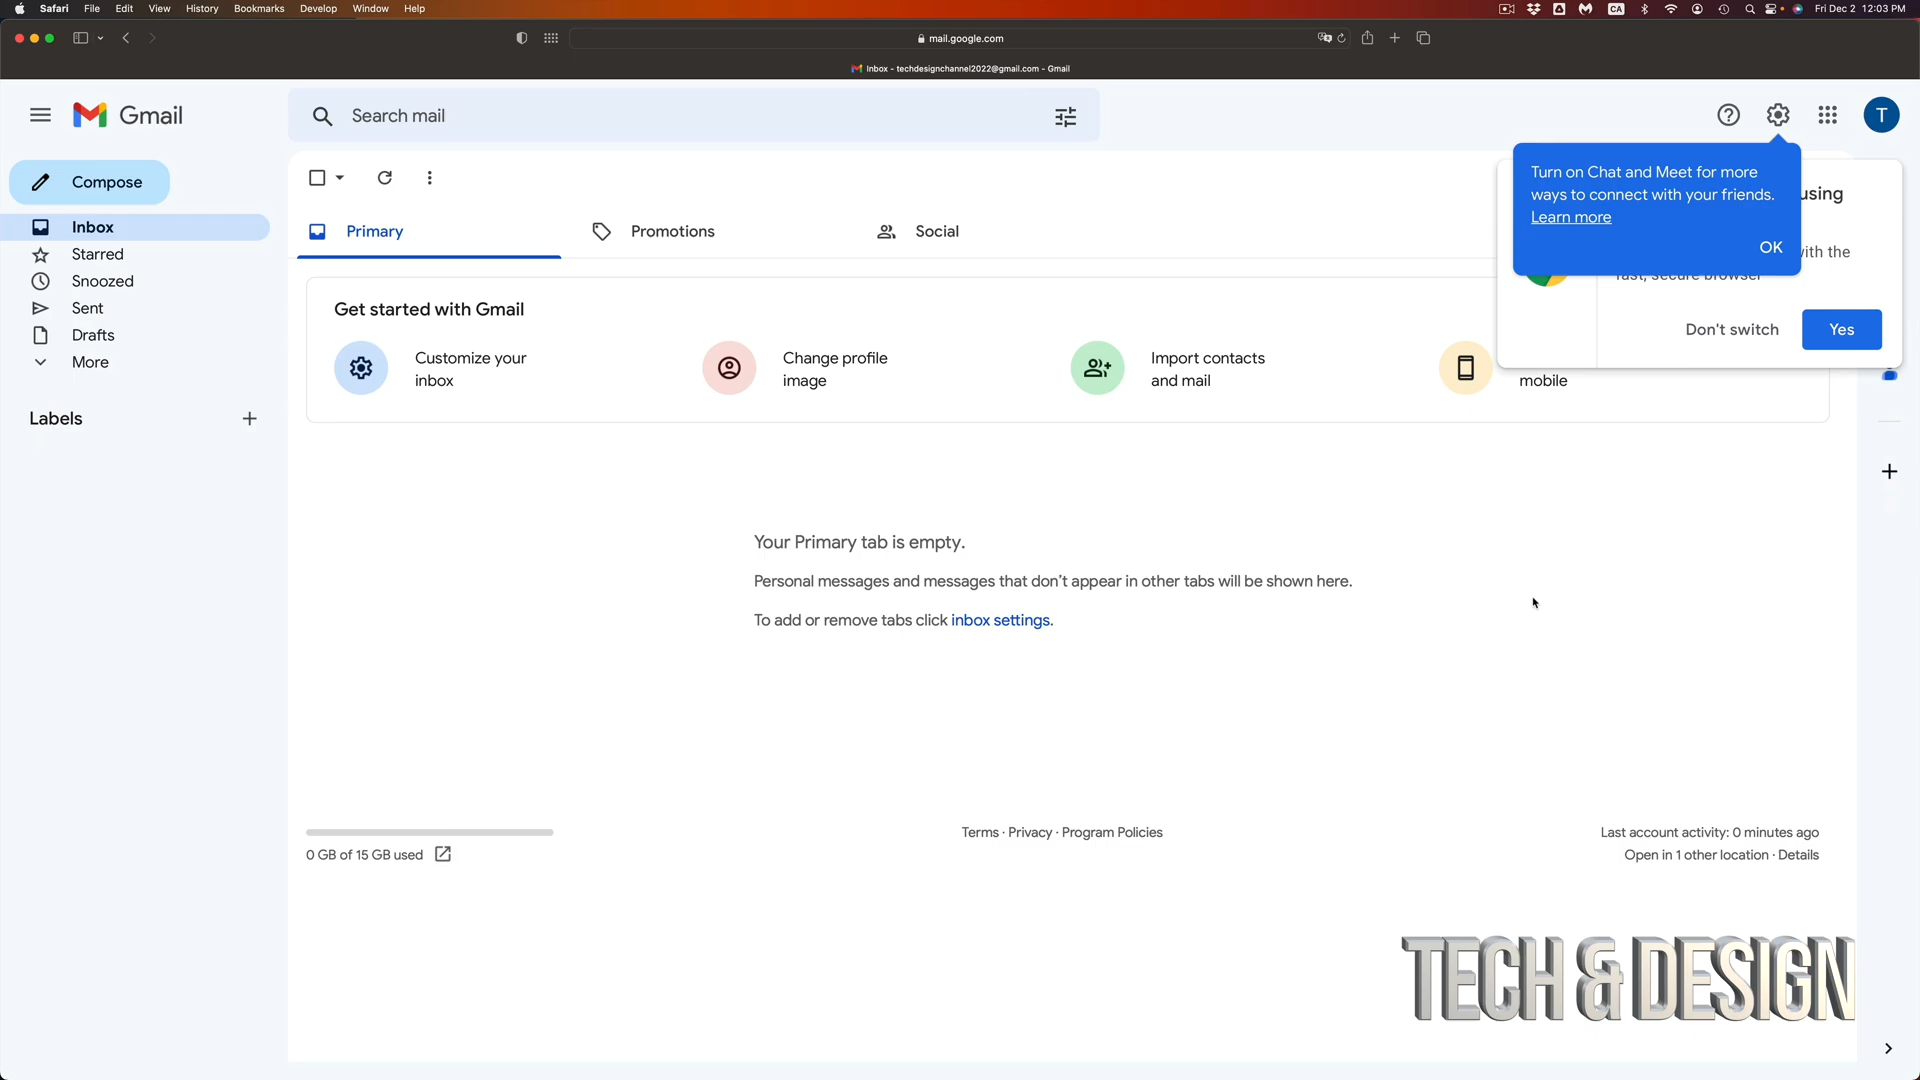 Safari File Edit View History Bookmarks Develop Window Help
CA
Fri Dec 2 12:03 PM
mail.google.com
Inbox - techdesignchannel2022@gmail.com - Gmail
Gmail
Search mail
T
Compose
Inbox
Starred
Snoozed
Sent
Drafts
More
Labels
Primary
Promotions
Social
Turn on Chat and Meet for more
ways to connect with your friends.
Learn more
OK
using
with the
fast, secure browser
Don't switch
Yes
Get started with Gmail
Customize your
inbox
Change profile
image
Import contacts
and mail
mobile
Your Primary tab is empty.
Personal messages and messages that don't appear in other tabs will be shown here.
To add or remove tabs click inbox settings.
0 GB of 15 GB used
Terms · Privacy · Program Policies
Last account activity: 0 minutes ago
Open in 1 other location · Details
TECH & DESIGN